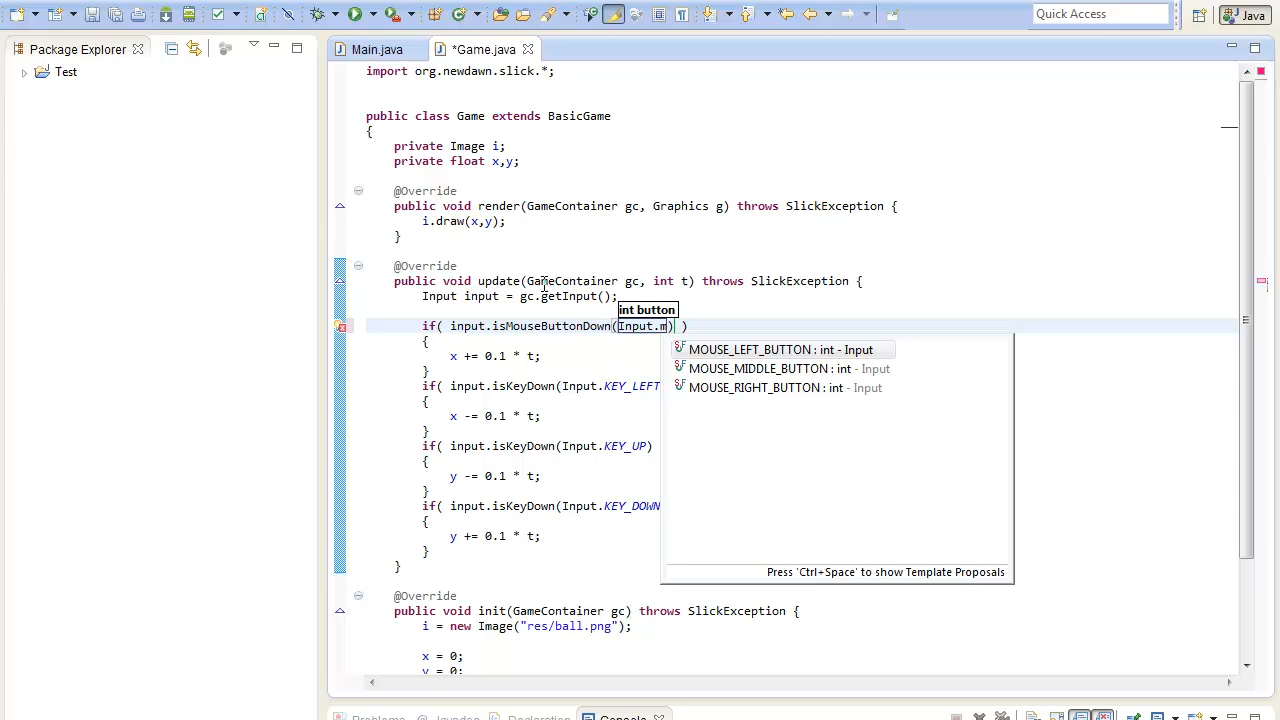 Quick Access
Java
Package Explorer
Main.java
*Game.java
Test
import org.newdawn.slick.*;
public class Game extends BasicGame
{
private Image i;
private float x,y;
@Override
public void render(GameContainer gc, Graphics g) throws SlickException {
i.draw(x,y);
}
@Override
public void update(GameContainer gc, int t) throws SlickException {
Input input = gc.getInput();
int button
if( input.isMouseButtonDown(Input.m) )
{
MOUSE_LEFT_BUTTON : int - Input
x += 0.1 * t;
MOUSE_MIDDLE_BUTTON : int - Input
}
if( input.isKeyDown(Input.KEY_LEFT
MOUSE_RIGHT_BUTTON : int - Input
{
x -= 0.1 * t;
}
if( input.isKeyDown(Input.KEY_UP)
{
y -= 0.1 * t;
}
if( input.isKeyDown(Input.KEY_DOWN
{
y += 0.1 * t;
}
}
Press 'Ctrl+Space' to show Template Proposals
@Override
public void init(GameContainer gc) throws SlickException {
i = new Image("res/ball.png");
x = 0;
y = 0;
Problems @ Javadoc Declaration Console